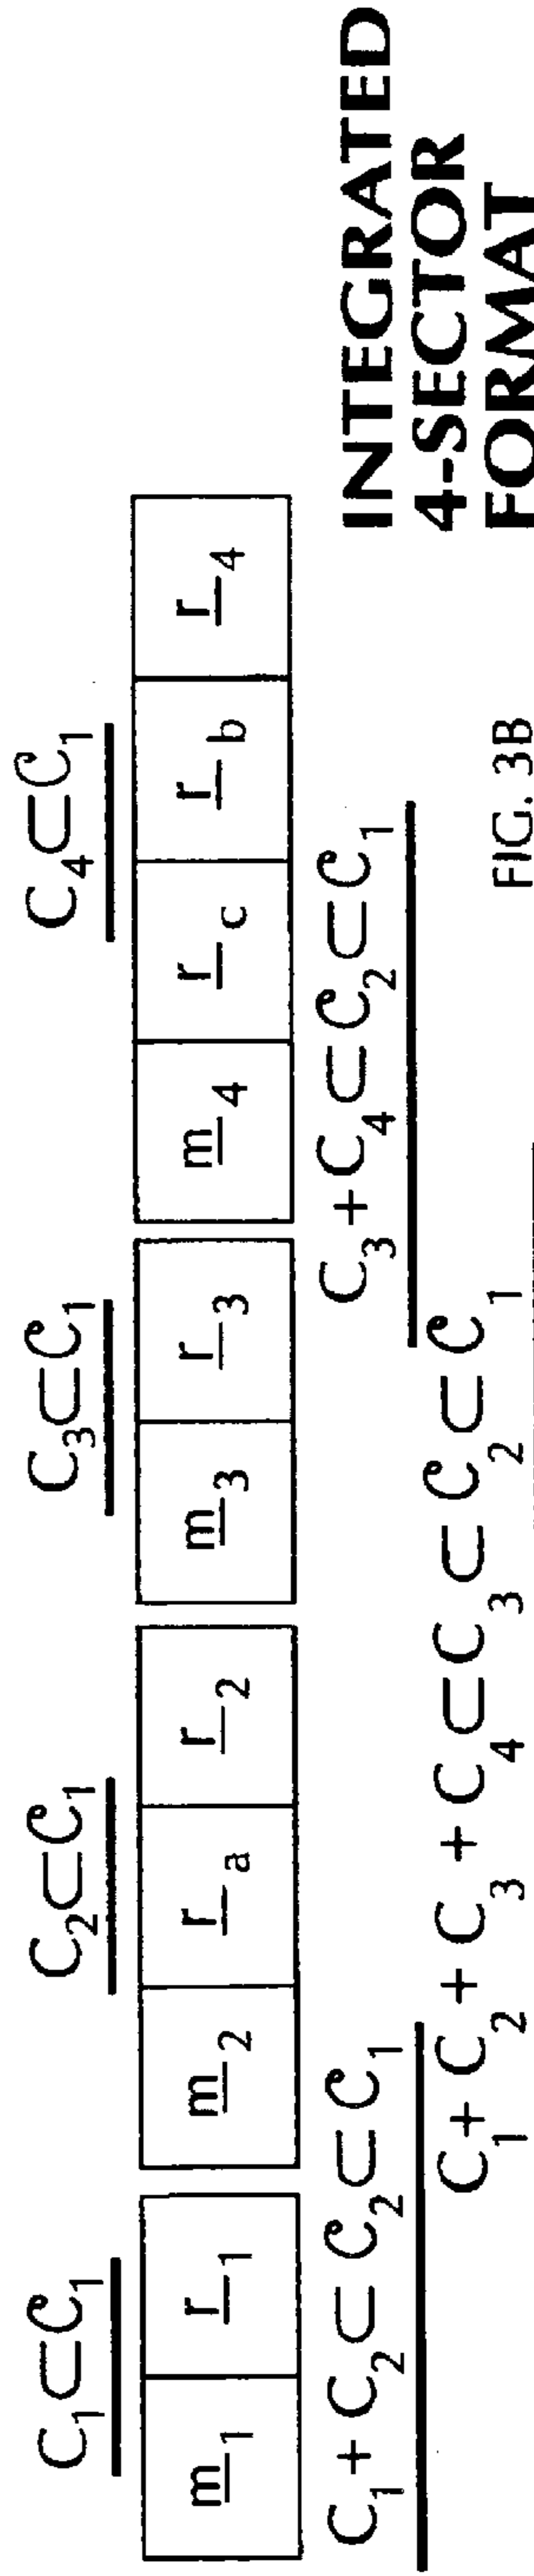 C₁⊂𝒞₁ C₂⊂𝒞₁ C₃⊂𝒞₁ C₄⊂𝒞₁
m₁ r₁ m₂ rₐ r₂ m₃ r₃ m₄ r_c r_b r₄
C₁+C₂⊂𝒞₂⊂𝒞₁ C₃+C₄⊂𝒞₂⊂𝒞₁
C₁+C₂+C₃+C₄⊂𝒞₃⊂𝒞₂⊂𝒞₁
FIG. 3B
INTEGRATED
4-SECTOR
FORMAT